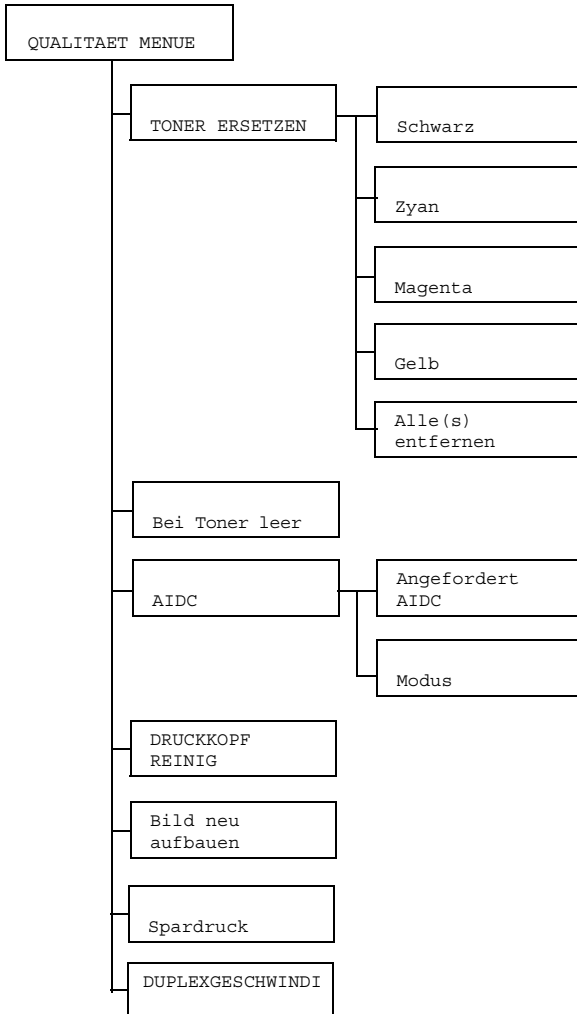 QUALITAET MENUE
TONER ERSETZEN
Schwarz
Zyan
Magenta
Gelb
Alle(s)
entfernen
Bei Toner leer
AIDC
Angefordert
AIDC
Modus
DRUCKKOPF
REINIG
Bild neu
aufbauen
Spardruck
DUPLEXGESCHWINDI